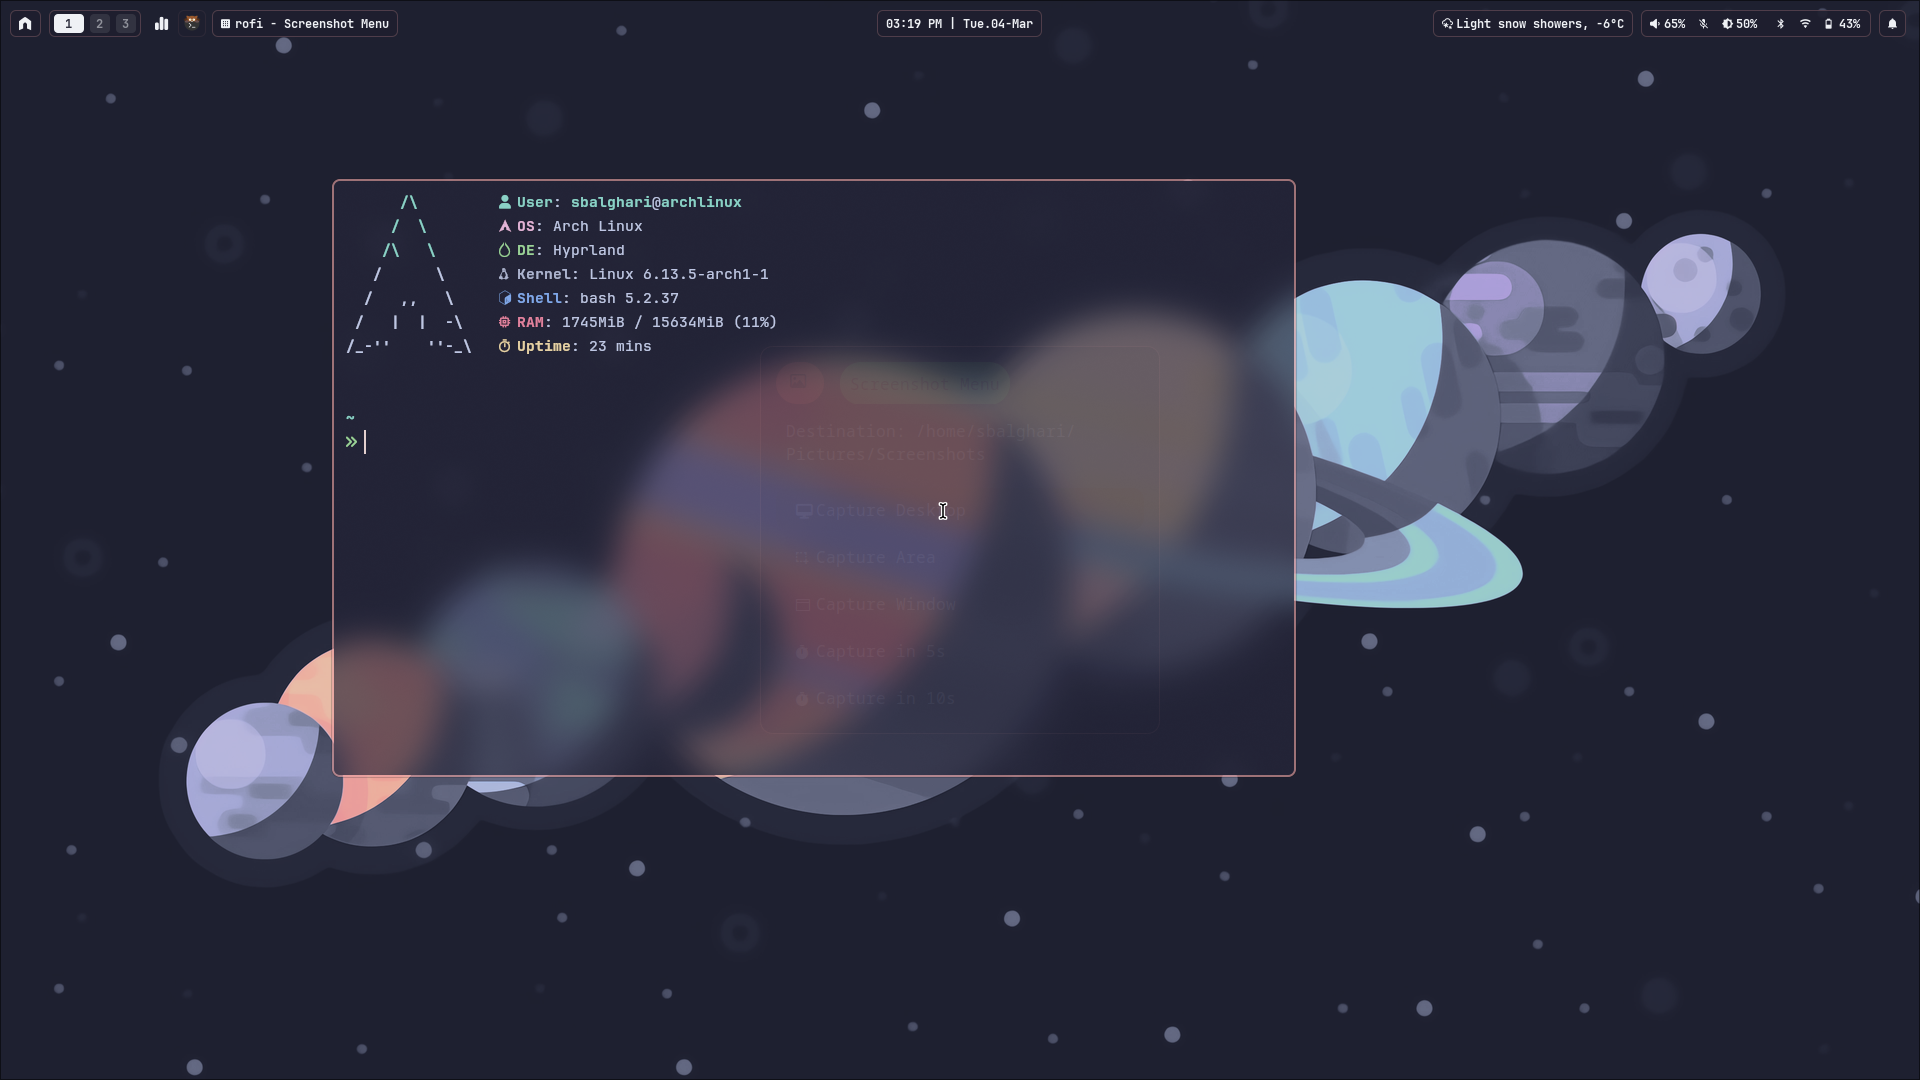 1 2 3 rofi - Screenshot Menu 03:19 PM | Tue.04-Mar Light snow showers, -6°C 65% 50% 43%
/\ User: sbalghari@archlinux
/ \ OS: Arch Linux
/\ \ DE: Hyprland
/ \ Kernel: Linux 6.13.5-arch1-1
/ ,, \ Shell: bash 5.2.37
/ | | -\ RAM: 1745MiB / 15634MiB (11%)
/_-'' ''-_\ Uptime: 23 mins
Screenshot Menu
~
Destination: /home/sbalghari/
»
Pictures/Screenshots
Capture Desktop
Capture Area
Capture Window
Capture in 5s
Capture in 10s